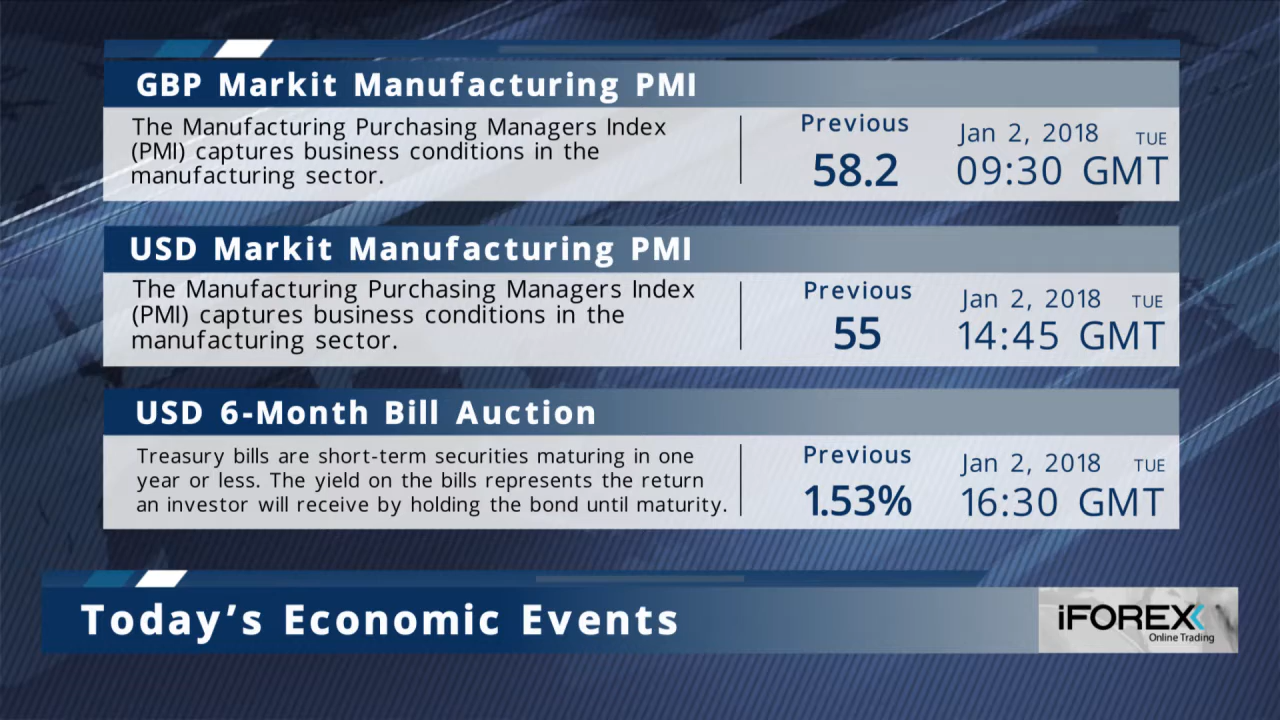 GBP Markit Manufacturing PMI
The Manufacturing Purchasing Managers Index
(PMI) captures business conditions in the
manufacturing sector.
Previous
58.2
Jan 2, 2018 TUE
09:30 GMT
USD Markit Manufacturing PMI
The Manufacturing Purchasing Managers Index
(PMI) captures business conditions in the
manufacturing sector.
Previous
55
Jan 2, 2018 TUE
14:45 GMT
USD 6-Month Bill Auction
Treasury bills are short-term securities maturing in one
year or less. The yield on the bills represents the return
an investor will receive by holding the bond until maturity.
Previous
1.53%
Jan 2, 2018 TUE
16:30 GMT
Today’s Economic Events
iFOREX
Online Trading